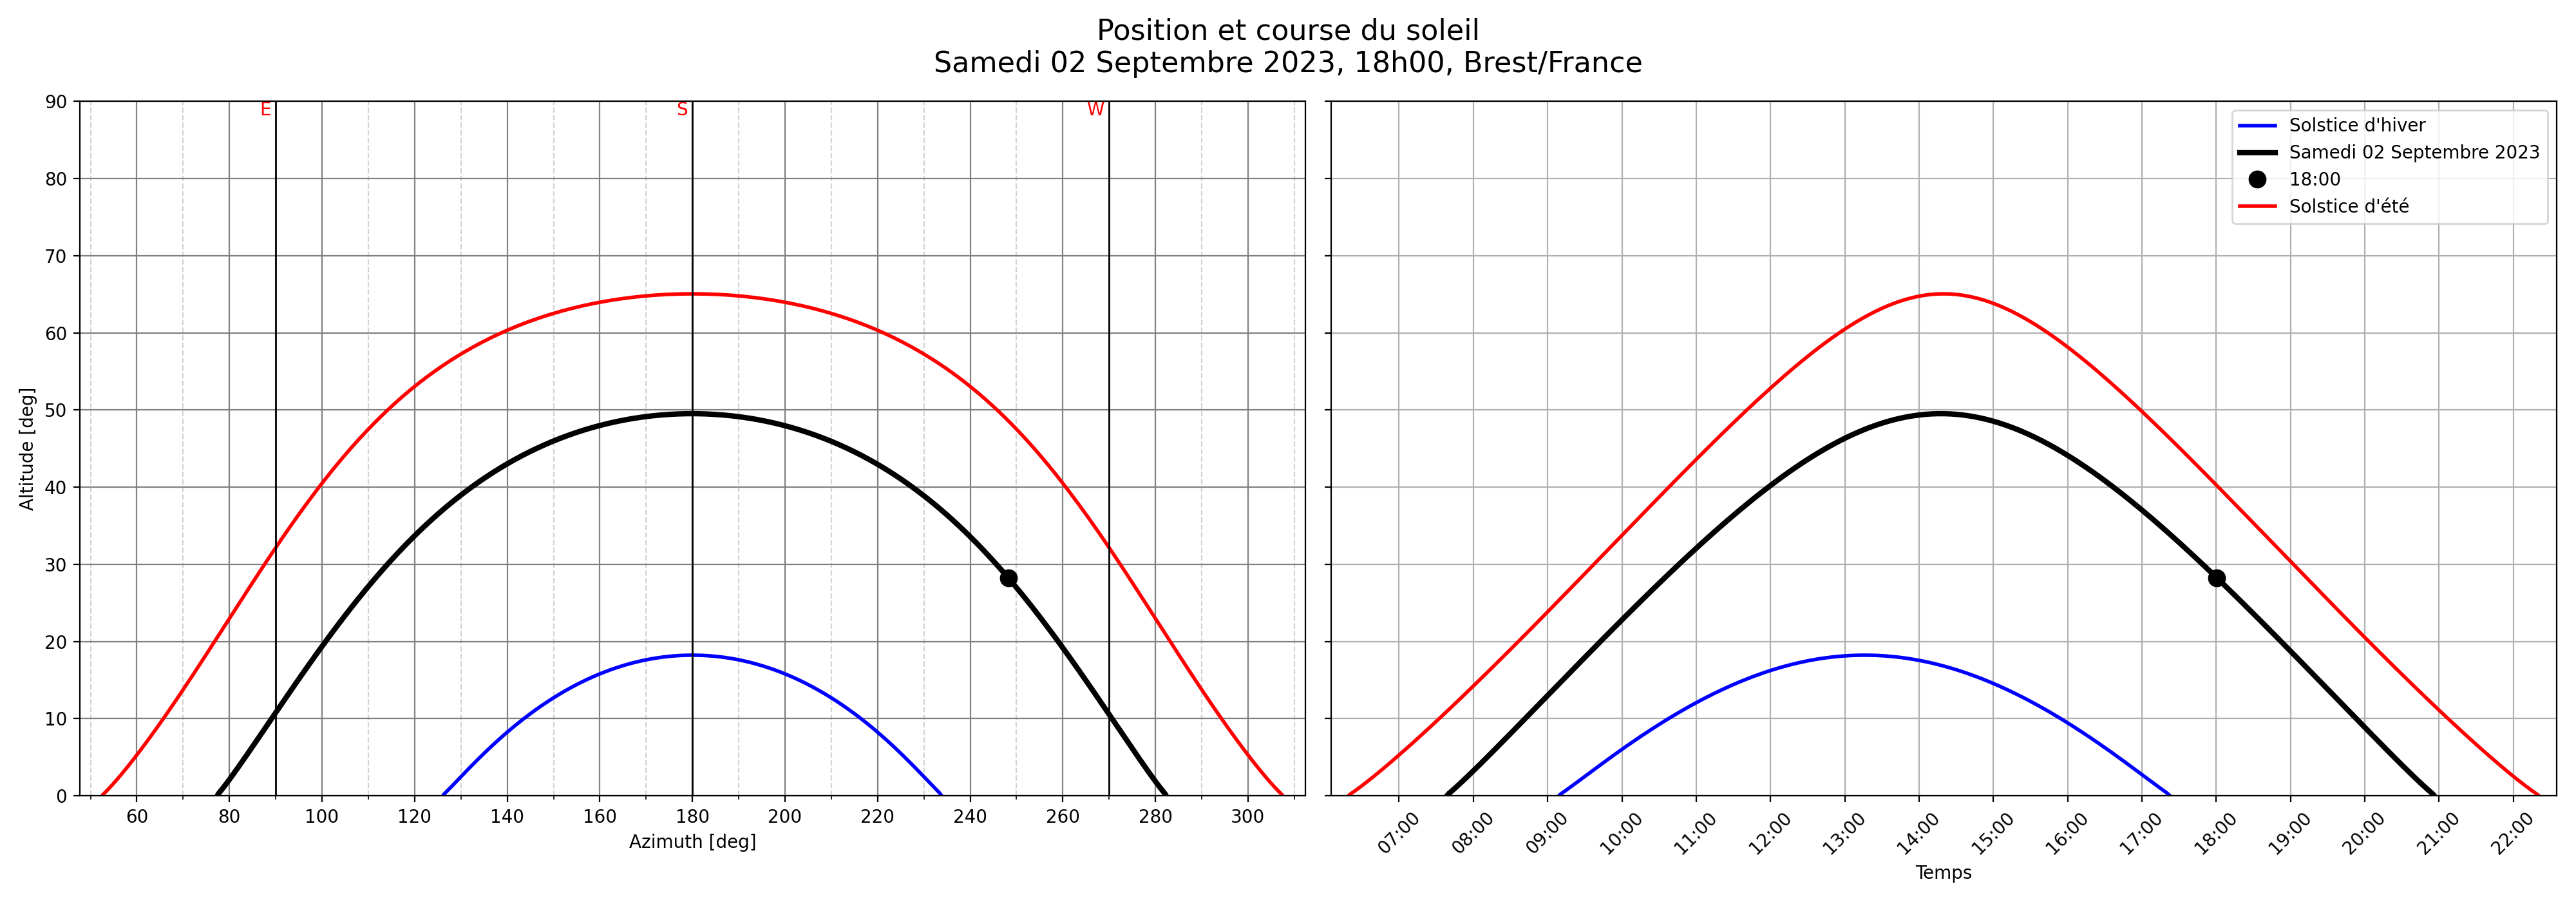 Position et course du soleil
Samedi 02 Septembre 2023, 18h00, Brest/France
E
S
W
90
80
70
60
50
40
30
20
10
0
Altitude [deg]
60 80 100 120 140 160 180 200 220 240 260 280 300
Azimuth [deg]
Solstice d'hiver
Samedi 02 Septembre 2023
18:00
Solstice d'été
07:00 08:00 09:00 10:00 11:00 12:00 13:00 14:00 15:00 16:00 17:00 18:00 19:00 20:00 21:00 22:00
Temps